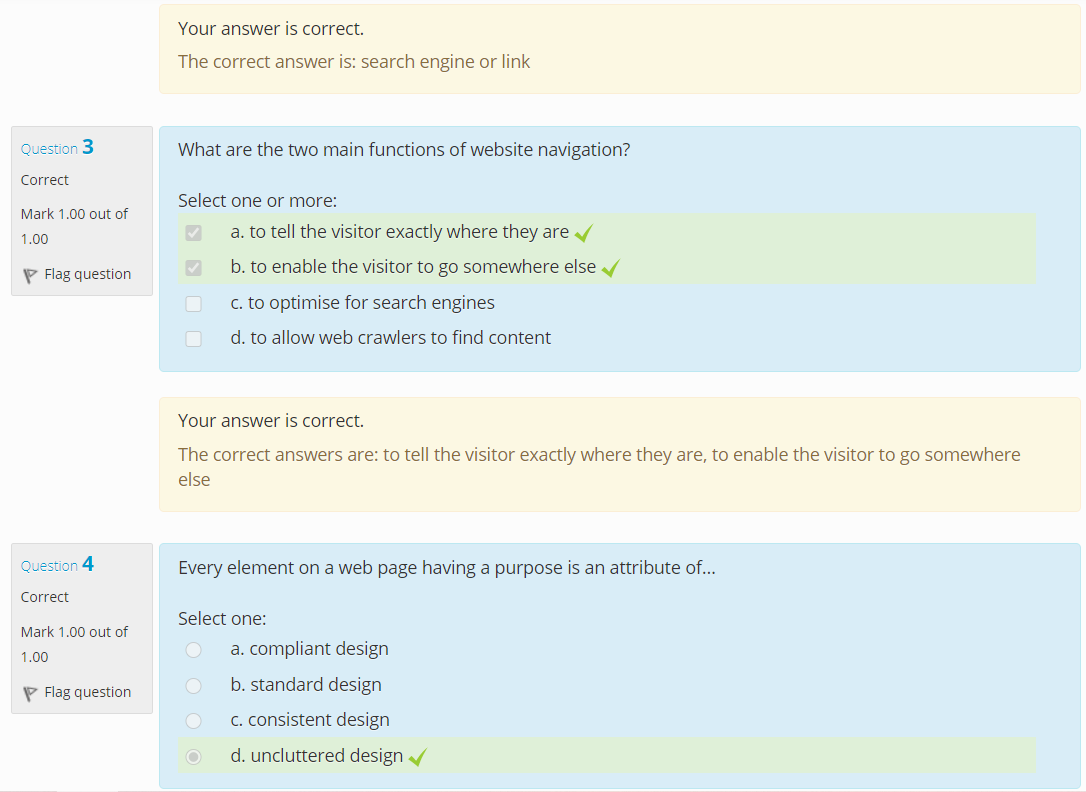 Your answer is correct.
The correct answer is: search engine or link
Question 3
Correct
Mark 1.00 out of
1.00
Flag question
What are the two main functions of website navigation?
Select one or more:
a. to tell the visitor exactly where they are
b. to enable the visitor to go somewhere else
c. to optimise for search engines
d. to allow web crawlers to find content
Your answer is correct.
The correct answers are: to tell the visitor exactly where they are, to enable the visitor to go somewhere
else
Question 4
Correct
Mark 1.00 out of
1.00
Flag question
Every element on a web page having a purpose is an attribute of...
Select one:
a. compliant design
b. standard design
c. consistent design
d. uncluttered design